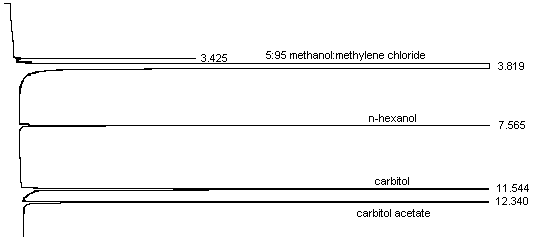 3.425 5:95 methanol:methylene chloride
3.819
n-hexanol
7.565
carbitol
11.544
12.340
carbitol acetate